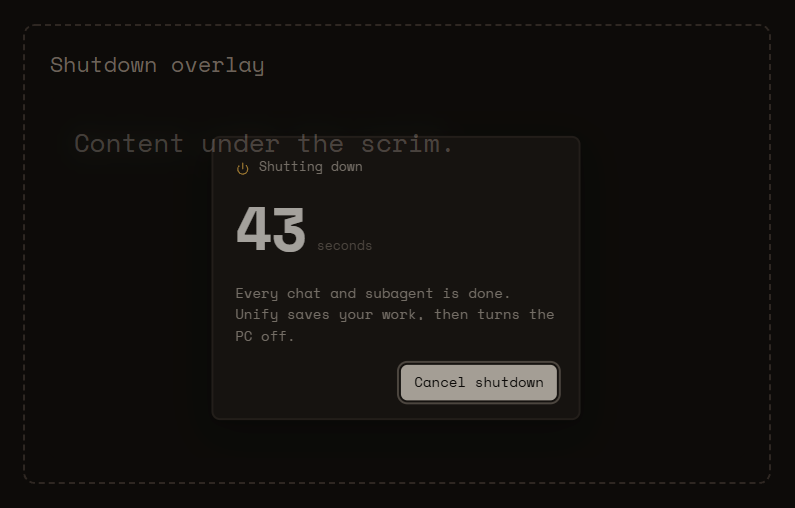 Shutdown overlay
Content under the scrim.
Shutting down
43 seconds
Every chat and subagent is done.
Unify saves your work, then turns the
PC off.
Cancel shutdown